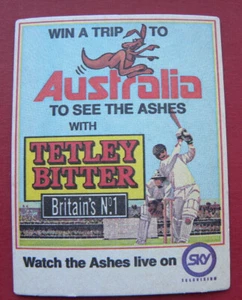 WIN A TRIP TO
Australia
TO SEE THE ASHES
WITH
TETLEY
BITTER
Britain's Nº1
Watch the Ashes live on SKY
TELEVISION